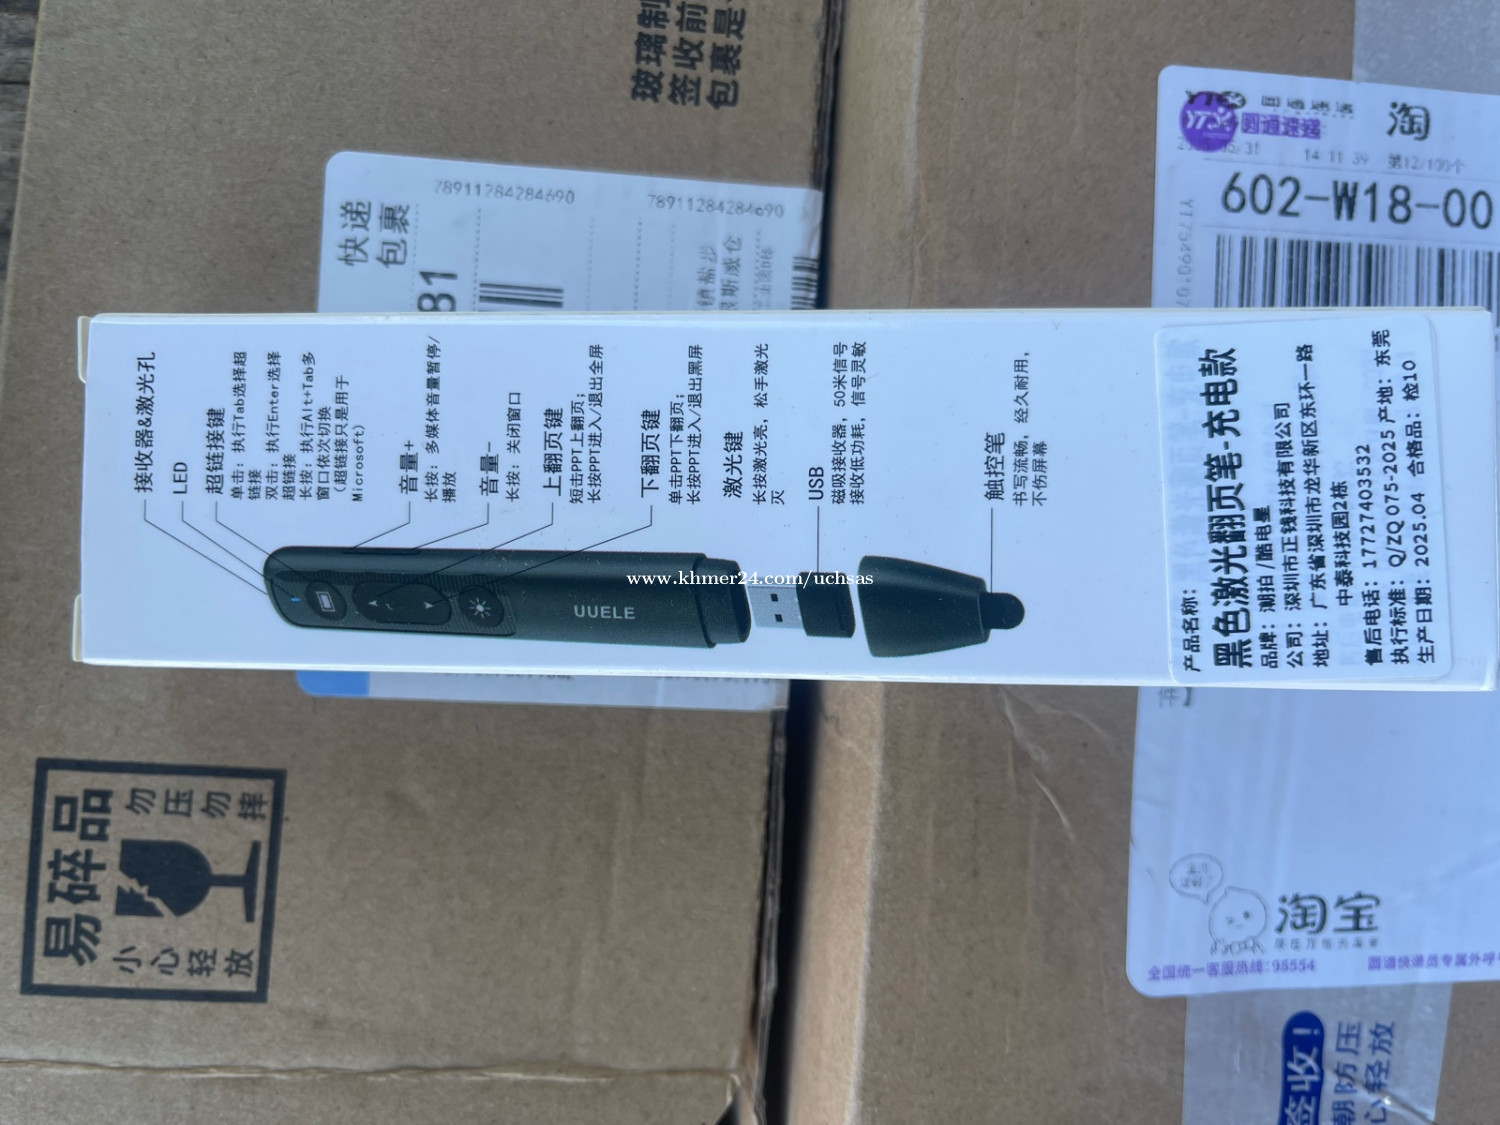 玻璃制
签收前
包裹是
快递
包裹
78911284284690
78911284284690
81
圆通速递
淘
14 11 39
602-W18-00
接收器&激光孔
LED
超链接键
单击：执行Tab选择超
链接
双击：执行Enter选择
超链接
长按：执行Alt+Tab多
窗口依次切换
（超链接只是用于
Microsoft）
音量+
长按：多媒体音量暂停/
播放
音量-
长按：关闭窗口
上翻页键
短击PPT上翻页；
长按PPT进入/退出全屏
下翻页键
单击PPT下翻页；
长按PPT进入/退出黑屏
激光键
长按激光亮，松手激光
灭
USB
磁吸接收器，50米信号
接收低功耗，信号灵敏
触控笔
书写流畅，经久耐用，
不伤屏幕
UUELE
www.khmer24.com/uchsas
产品名称：
黑色激光翻页笔-充电款
品牌：潮拍/酷电星
公司：深圳市正钱科技有限公司
地址：广东省深圳市龙华新区东环一路
中泰科技园2栋
售后电话：17727403532
执行标准：Q/ZQ 075-2025 产地：东莞
生产日期：2025.04 合格品：检10
易碎品
小心轻放
勿压勿摔
淘宝
全国统一客服热线：95554
签收！
朝防压
心轻放